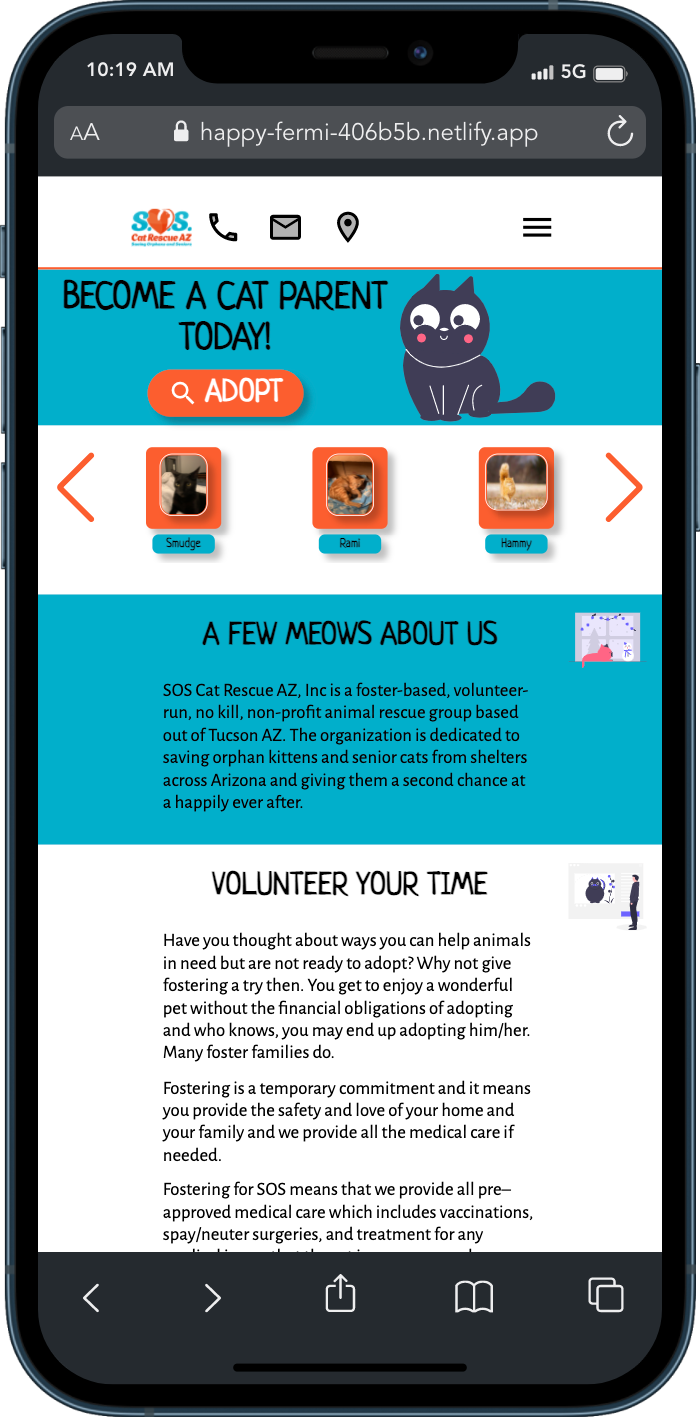 10:19 AM
5G
AA
happy-fermi-406b5b.netlify.app
S.O.S.
Cat Rescue AZ
Saving Orphans and Seniors
BECOME A CAT PARENT
TODAY!
ADOPT
Smudge
Rami
Hammy
A FEW MEOWS ABOUT US
SOS Cat Rescue AZ, Inc is a foster-based, volunteer-
run, no kill, non-profit animal rescue group based
out of Tucson AZ. The organization is dedicated to
saving orphan kittens and senior cats from shelters
across Arizona and giving them a second chance at
a happily ever after.
VOLUNTEER YOUR TIME
Have you thought about ways you can help animals
in need but are not ready to adopt? Why not give
fostering a try then. You get to enjoy a wonderful
pet without the financial obligations of adopting
and who knows, you may end up adopting him/her.
Many foster families do.
Fostering is a temporary commitment and it means
you provide the safety and love of your home and
your family and we provide all the medical care if
needed.
Fostering for SOS means that we provide all pre–
approved medical care which includes vaccinations,
spay/neuter surgeries, and treatment for any